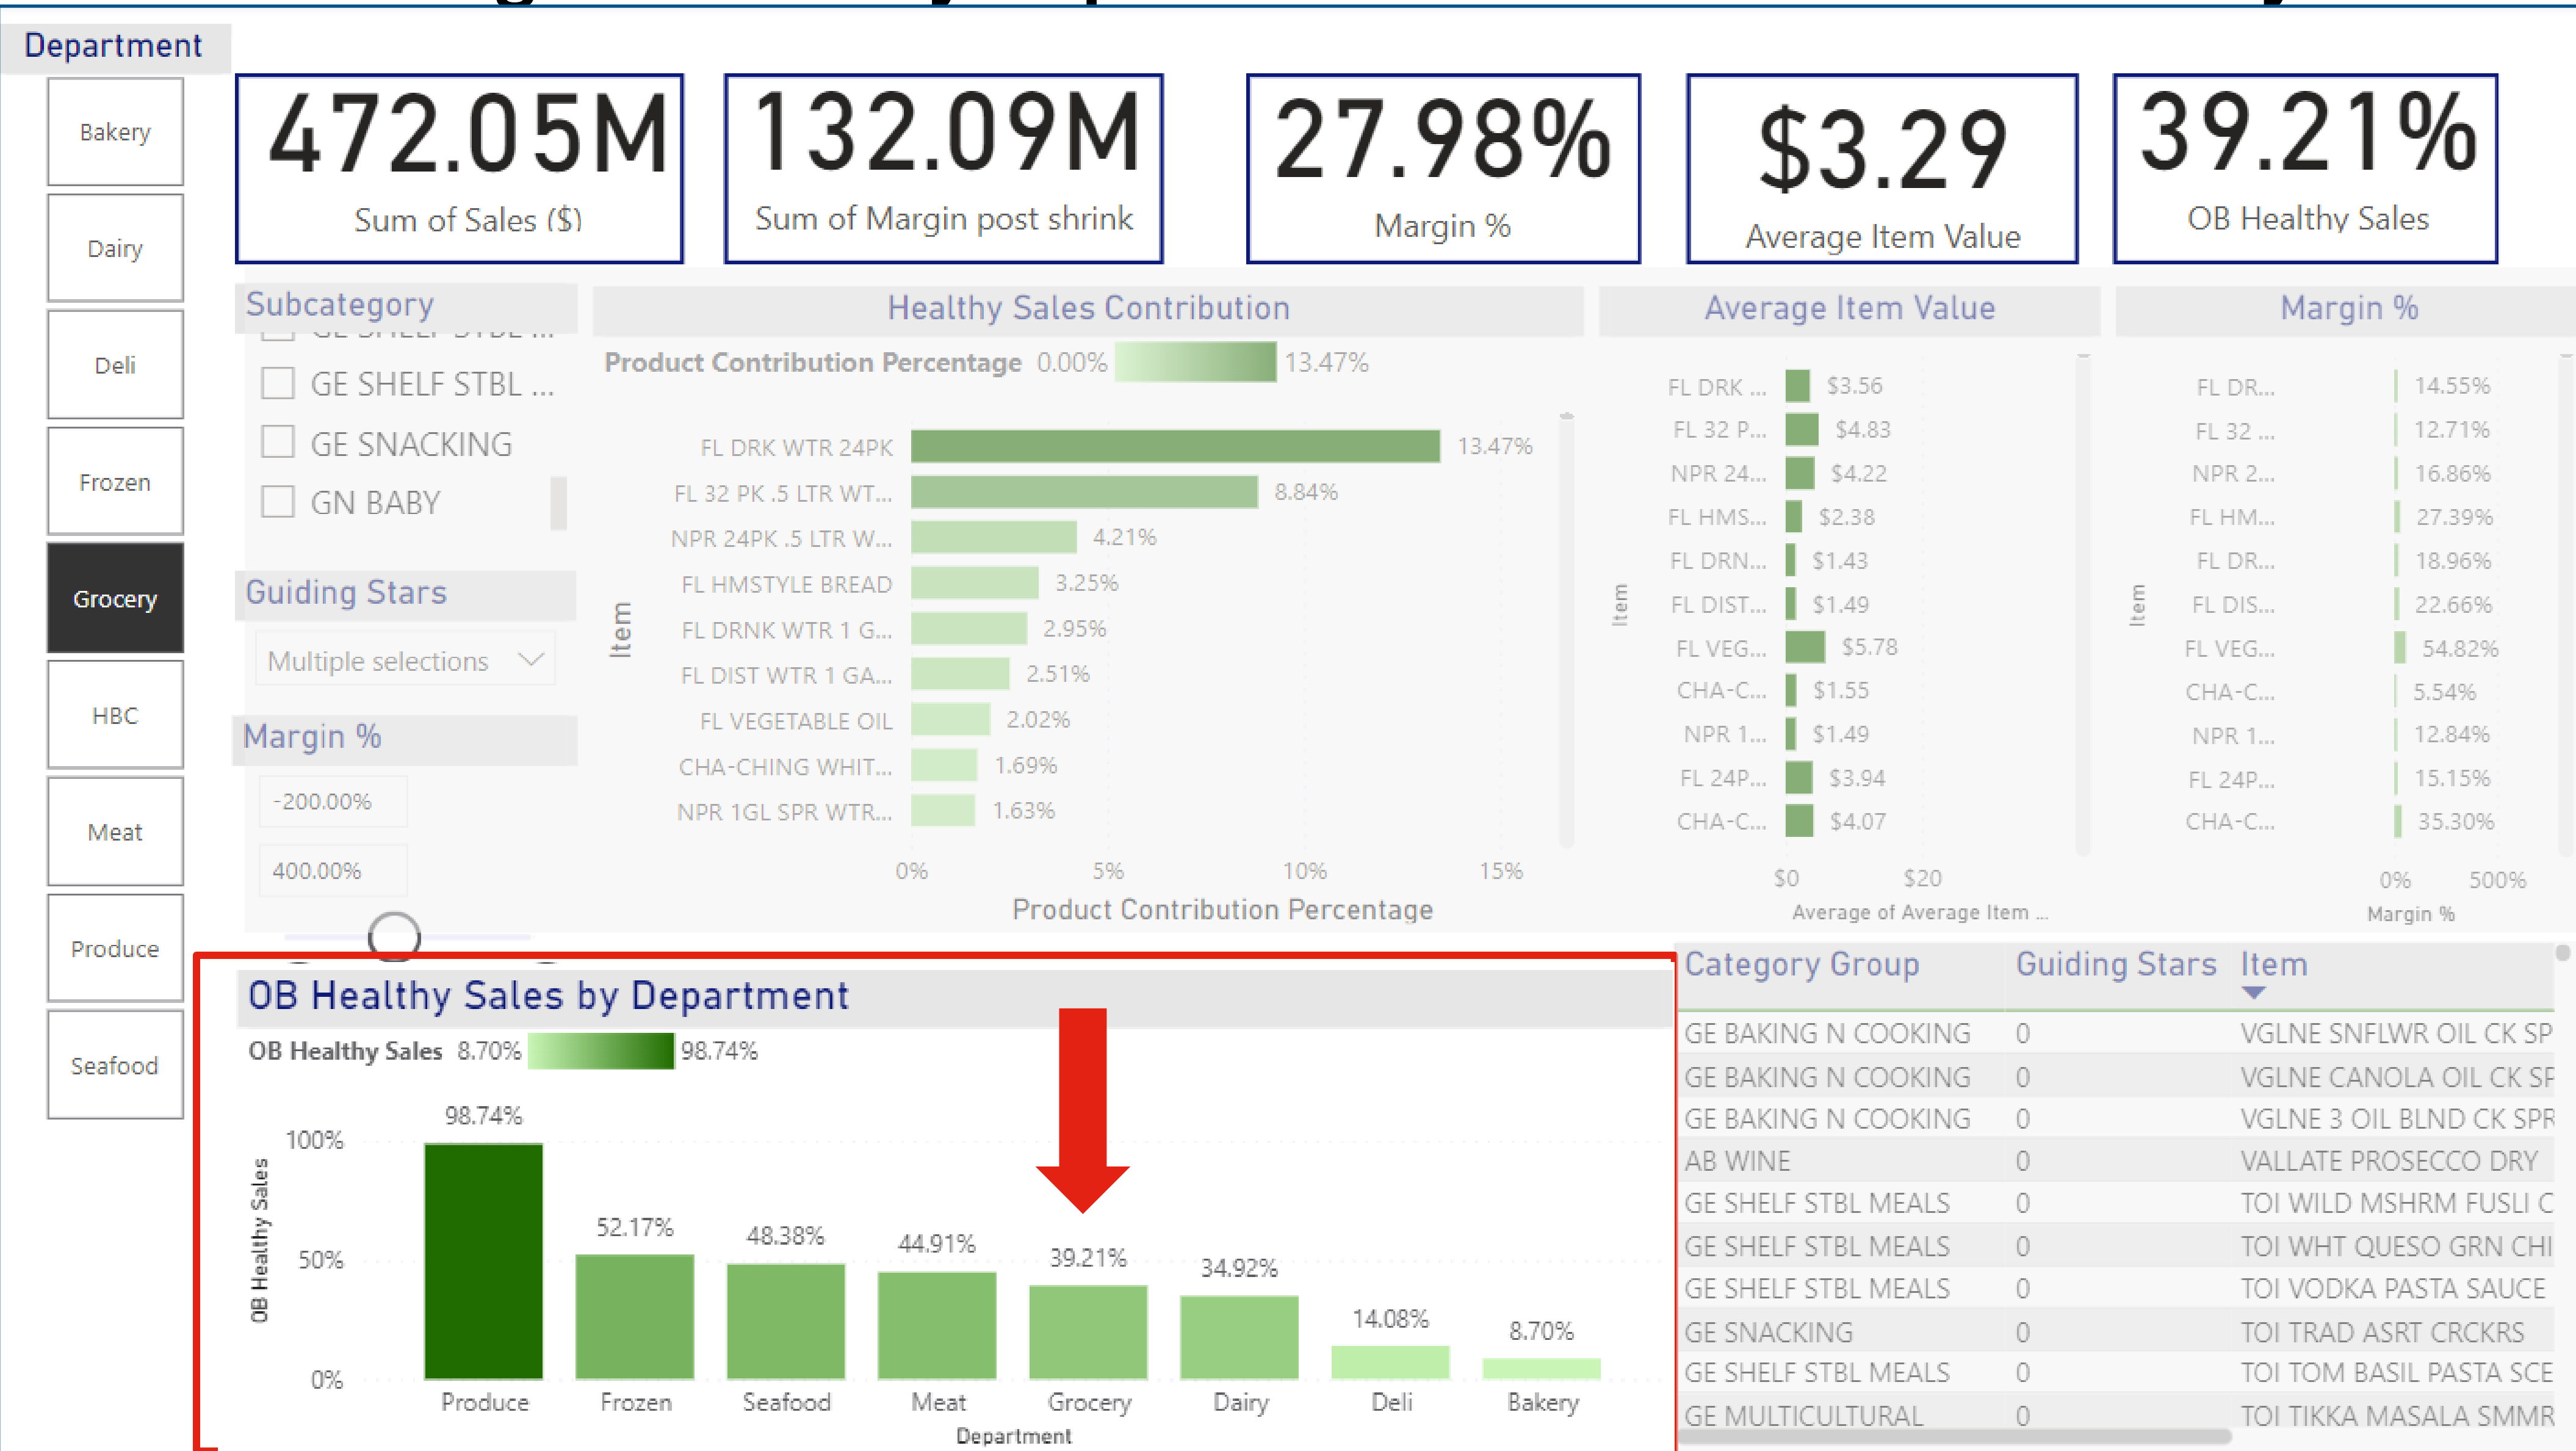 Department
Bakery
Dairy
Deli
Frozen
Grocery
HBC
Meat
Produce
Seafood
472.05M
Sum of Sales ($)
132.09M
Sum of Margin post shrink
27.98%
Margin %
$3.29
Average Item Value
39.21%
OB Healthy Sales
Subcategory
GE SHELF STBL ...
GE SNACKING
GN BABY
Guiding Stars
Multiple selections
Margin %
-200.00%
400.00%
Healthy Sales Contribution
Product Contribution Percentage 0.00% 13.47%
Item
FL DRK WTR 24PK 13.47%
FL 32 PK .5 LTR WT... 8.84%
NPR 24PK .5 LTR W... 4.21%
FL HMSTYLE BREAD 3.25%
FL DRNK WTR 1 G... 2.95%
FL DIST WTR 1 GA... 2.51%
FL VEGETABLE OIL 2.02%
CHA-CHING WHIT... 1.69%
NPR 1GL SPR WTR... 1.63%
0% 5% 10% 15%
Product Contribution Percentage
Average Item Value
Item
FL DRK ... $3.56
FL 32 P... $4.83
NPR 24... $4.22
FL HMS... $2.38
FL DRN... $1.43
FL DIST... $1.49
FL VEG... $5.78
CHA-C... $1.55
NPR 1... $1.49
FL 24P... $3.94
CHA-C... $4.07
$0 $20
Average of Average Item ...
Margin %
Item
FL DR... 14.55%
FL 32 ... 12.71%
NPR 2... 16.86%
FL HM... 27.39%
FL DR... 18.96%
FL DIS... 22.66%
FL VEG... 54.82%
CHA-C... 5.54%
NPR 1... 12.84%
FL 24P... 15.15%
CHA-C... 35.30%
0% 500%
Margin %
OB Healthy Sales by Department
OB Healthy Sales 8.70% 98.74%
OB Healthy Sales
100%
50%
0%
98.74%
52.17%
48.38%
44.91%
39.21%
34.92%
14.08%
8.70%
Produce Frozen Seafood Meat Grocery Dairy Deli Bakery
Department
Category Group Guiding Stars Item
GE BAKING N COOKING 0 VGLNE SNFLWR OIL CK SP
GE BAKING N COOKING 0 VGLNE CANOLA OIL CK SP
GE BAKING N COOKING 0 VGLNE 3 OIL BLND CK SPR
AB WINE 0 VALLATE PROSECCO DRY
GE SHELF STBL MEALS 0 TOI WILD MSHRM FUSLI C
GE SHELF STBL MEALS 0 TOI WHT QUESO GRN CHI
GE SHELF STBL MEALS 0 TOI VODKA PASTA SAUCE
GE SNACKING 0 TOI TRAD ASRT CRCKRS
GE SHELF STBL MEALS 0 TOI TOM BASIL PASTA SCE
GE MULTICULTURAL 0 TOI TIKKA MASALA SMMR